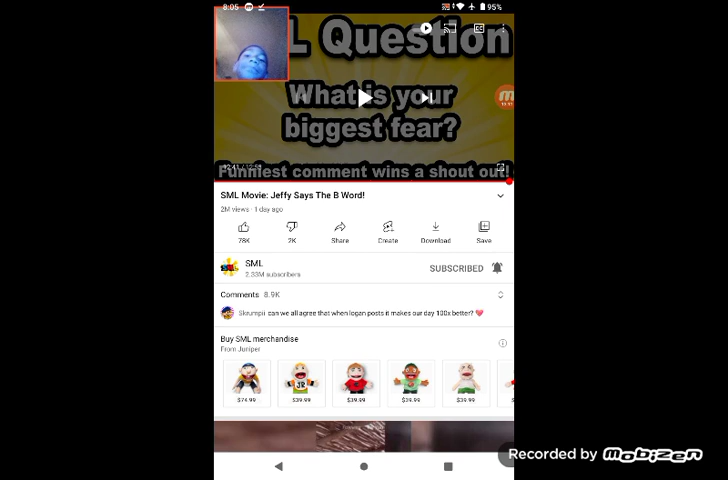 8:05
95%
L Question
What is your
biggest fear?
Funniest comment wins a shout out!
SML Movie: Jeffy Says The B Word!
2M views · 1 day ago
78K
2K
Share
Create
Download
Save
SML
2.33M subscribers
SUBSCRIBED
Comments 8.9K
Skrumpii can we all agree that when logan posts it makes our day 100x better? ❤️
Buy SML merchandise
From Juniper
$74.99
$39.99
$39.99
$39.99
$39.99
Recorded by mobizen